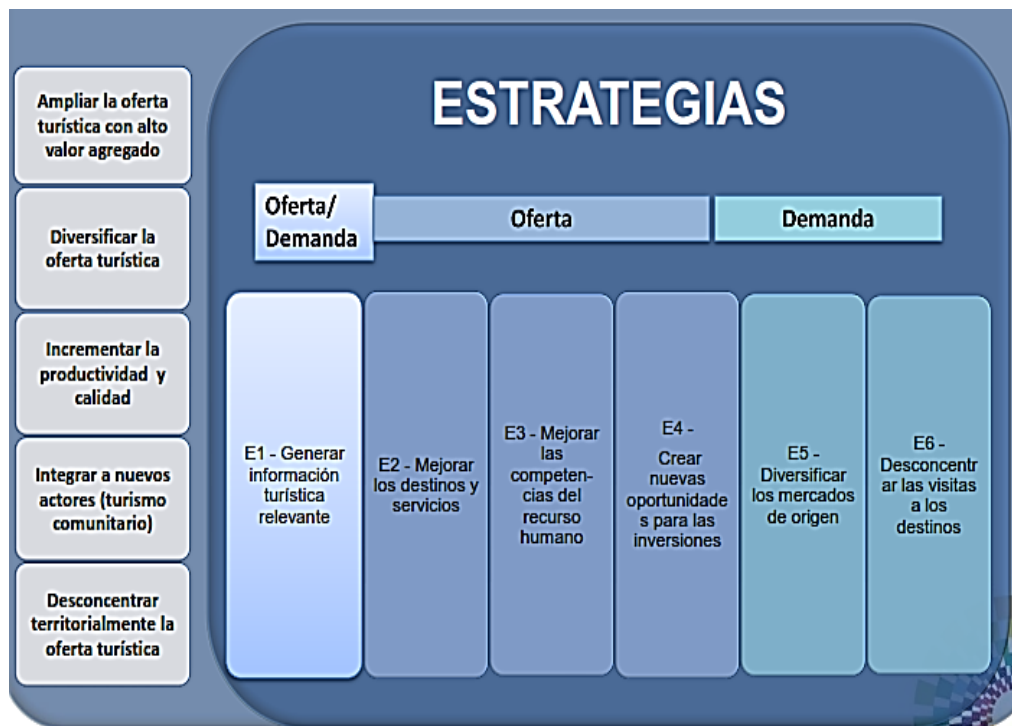 Ampliar la oferta
turística con alto
valor agregado
Diversificar la
oferta turística
Incrementar la
productividad y
calidad
Integrar a nuevos
actores (turismo
comunitario)
Desconcentrar
territorialmente la
oferta turística
ESTRATEGIAS
Oferta/
Demanda
Oferta
Demanda
E1 - Generar
información
turística
relevante
E2 - Mejorar
los destinos y
servicios
E3 - Mejorar
las
competen-
cias del
recurso
humano
E4 -
Crear
nuevas
oportunidade
s para las
inversiones
E5 -
Diversificar
los mercados
de origen
E6 -
Desconcentr
ar las visitas
a los
destinos